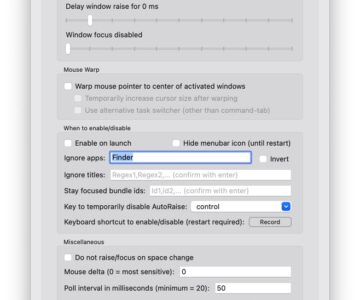 Delay window raise for 0 ms
Window focus disabled
Mouse Warp
Warp mouse pointer to center of activated windows
Temporarily increase cursor size after warping
Use alternative task switcher (other than command-tab)
When to enable/disable
Enable on launch Hide menubar icon (until restart)
Ignore apps: Finder Invert
Ignore titles: Regex1,Regex2,... (confirm with enter)
Stay focused bundle ids: Id1,id2,... (confirm with enter)
Key to temporarily disable AutoRaise: control
Keyboard shortcut to enable/disable (restart required): Record
Miscellaneous
Do not raise/focus on space change
Mouse delta (0 = most sensitive): 0
Poll interval in milliseconds (minimum = 20): 50